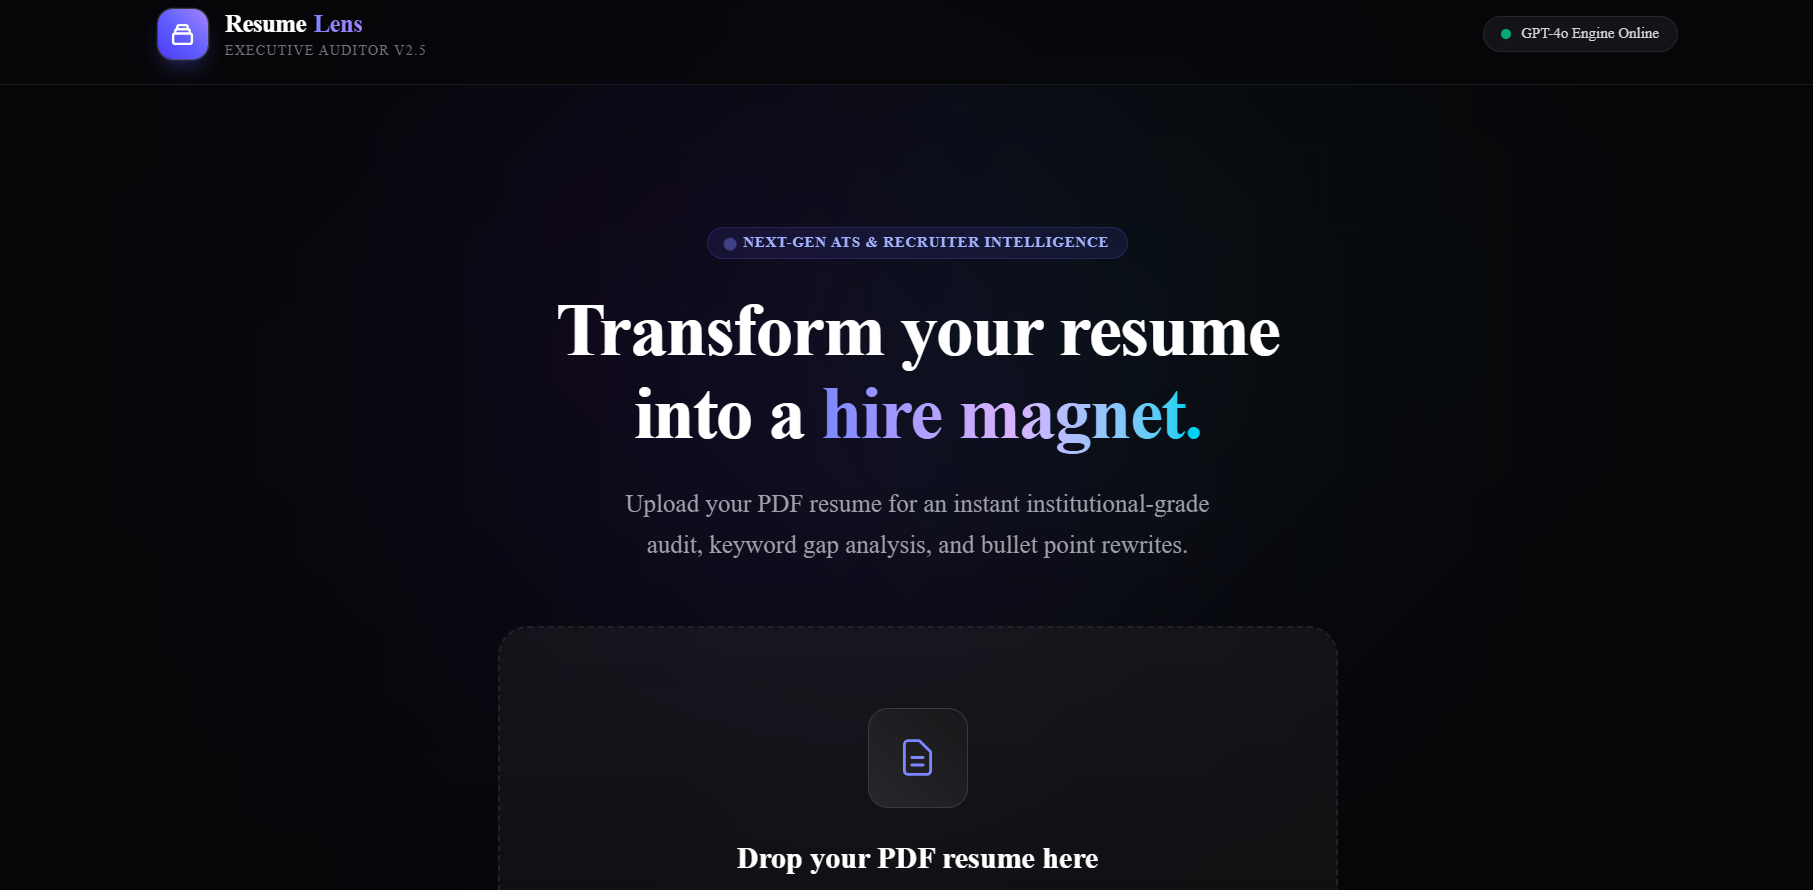 Resume Lens
EXECUTIVE AUDITOR V2.5
GPT-4o Engine Online
NEXT-GEN ATS & RECRUITER INTELLIGENCE
Transform your resume
into a hire magnet.
Upload your PDF resume for an instant institutional-grade
audit, keyword gap analysis, and bullet point rewrites.
Drop your PDF resume here